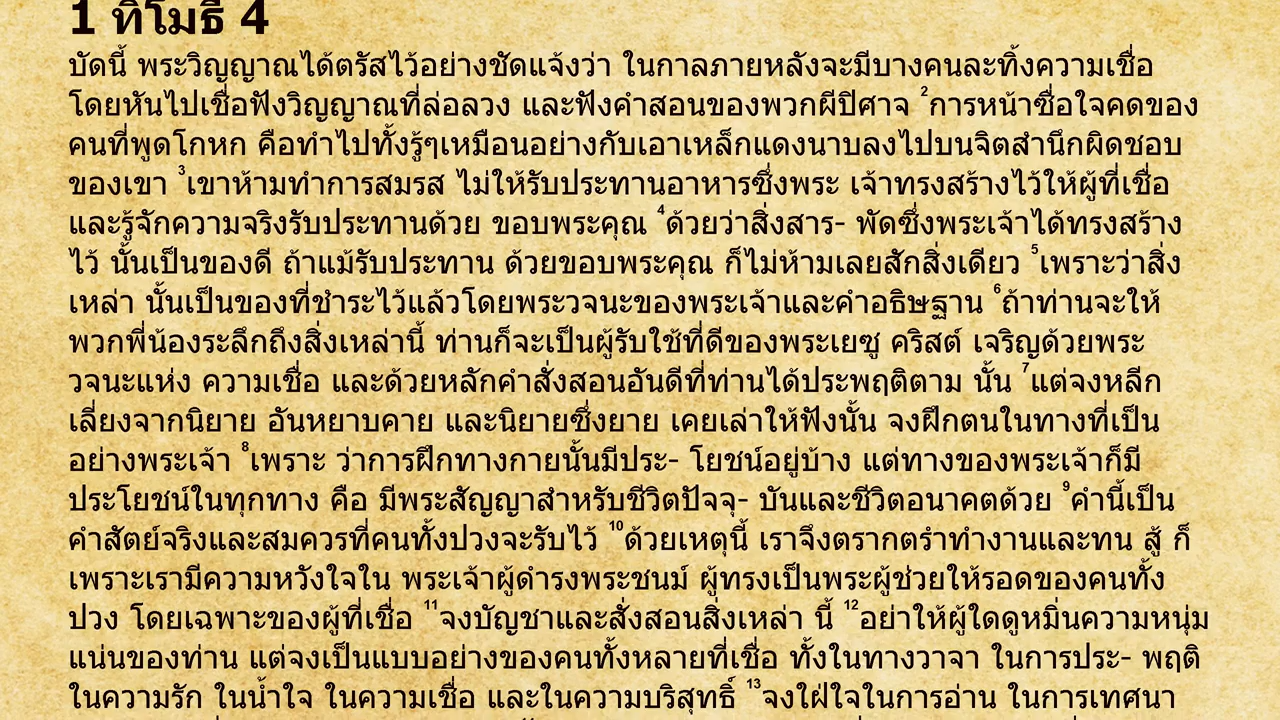 1 ทิโมธี 4
บัดนี้ พระวิญญาณได้ตรัสไว้อย่างชัดแจ้งว่า ในกาลภายหลังจะมีบางคนละทิ้งความเชื่อ
โดยหันไปเชื่อฟังวิญญาณที่ล่อลวง และฟังคำสอนของพวกผีปิศาจ 2การหน้าซื่อใจคดของ
คนที่พูดโกหก คือทำไปทั้งรู้ๆเหมือนอย่างกับเอาเหล็กแดงนาบลงไปบนจิตสำนึกผิดชอบ
ของเขา 3เขาห้ามทำการสมรส ไม่ให้รับประทานอาหารซึ่งพระ เจ้าทรงสร้างไว้ให้ผู้ที่เชื่อ
และรู้จักความจริงรับประทานด้วย ขอบพระคุณ 4ด้วยว่าสิ่งสาร- พัดซึ่งพระเจ้าได้ทรงสร้าง
ไว้ นั้นเป็นของดี ถ้าแม้รับประทาน ด้วยขอบพระคุณ ก็ไม่ห้ามเลยสักสิ่งเดียว 5เพราะว่าสิ่ง
เหล่า นั้นเป็นของที่ชำระไว้แล้วโดยพระวจนะของพระเจ้าและคำอธิษฐาน 6ถ้าท่านจะให้
พวกพี่น้องระลึกถึงสิ่งเหล่านี้ ท่านก็จะเป็นผู้รับใช้ที่ดีของพระเยซู คริสต์ เจริญด้วยพระ
วจนะแห่ง ความเชื่อ และด้วยหลักคำสั่งสอนอันดีที่ท่านได้ประพฤติตาม นั้น 7แต่จงหลีก
เลี่ยงจากนิยาย อันหยาบคาย และนิยายซึ่งยาย เคยเล่าให้ฟังนั้น จงฝึกตนในทางที่เป็น
อย่างพระเจ้า 8เพราะ ว่าการฝึกทางกายนั้นมีประ- โยชน์อยู่บ้าง แต่ทางของพระเจ้าก็มี
ประโยชน์ในทุกทาง คือ มีพระสัญญาสำหรับชีวิตปัจจุ- บันและชีวิตอนาคตด้วย 9คำนี้เป็น
คำสัตย์จริงและสมควรที่คนทั้งปวงจะรับไว้ 10ด้วยเหตุนี้ เราจึงตรากตรำทำงานและทน สู้ ก็
เพราะเรามีความหวังใจใน พระเจ้าผู้ดำรงพระชนม์ ผู้ทรงเป็นพระผู้ช่วยให้รอดของคนทั้ง
ปวง โดยเฉพาะของผู้ที่เชื่อ 11จงบัญชาและสั่งสอนสิ่งเหล่า นี้ 12อย่าให้ผู้ใดดูหมิ่นความหนุ่ม
แน่นของท่าน แต่จงเป็นแบบอย่างของคนทั้งหลายที่เชื่อ ทั้งในทางวาจา ในการประ- พฤติ
ในความรัก ในน้ำใจ ในความเชื่อ และในความบริสุทธิ์ 13จงใฝ่ใจในการอ่าน ในการเทศนา